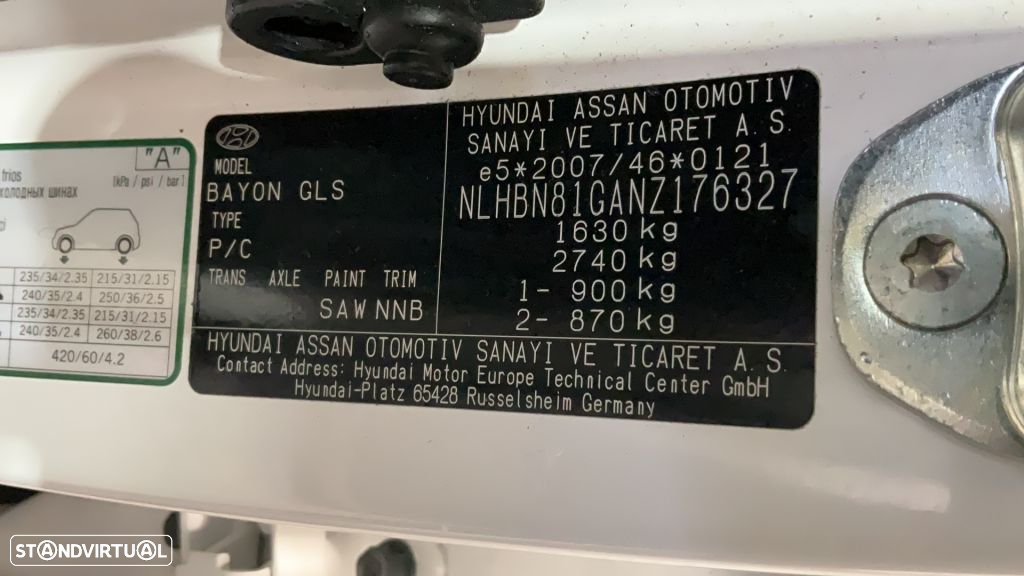 "A"
frios
[kPa / psi / bar]
холодных шинах
235/34/2.35 215/31/2.15
240/35/2.4 250/36/2.5
235/34/2.35 215/31/2.15
240/35/2.4 260/38/2.6
420/60/4.2
MODEL
BAYON GLS
TYPE
P/C
TRANS AXLE PAINT TRIM
SAW NNB
HYUNDAI ASSAN OTOMOTIV
SANAYI VE TICARET A. S.
e5*2007/46*0121
NLHBN81GANZ176327
1630 kg
2740 kg
1- 900 kg
2- 870 kg
HYUNDAI ASSAN OTOMOTIV SANAYI VE TICARET A. S.
Contact Address: Hyundai Motor Europe Technical Center GmbH
Hyundai-Platz 65428 Russelsheim Germany
STANDVIRTUAL